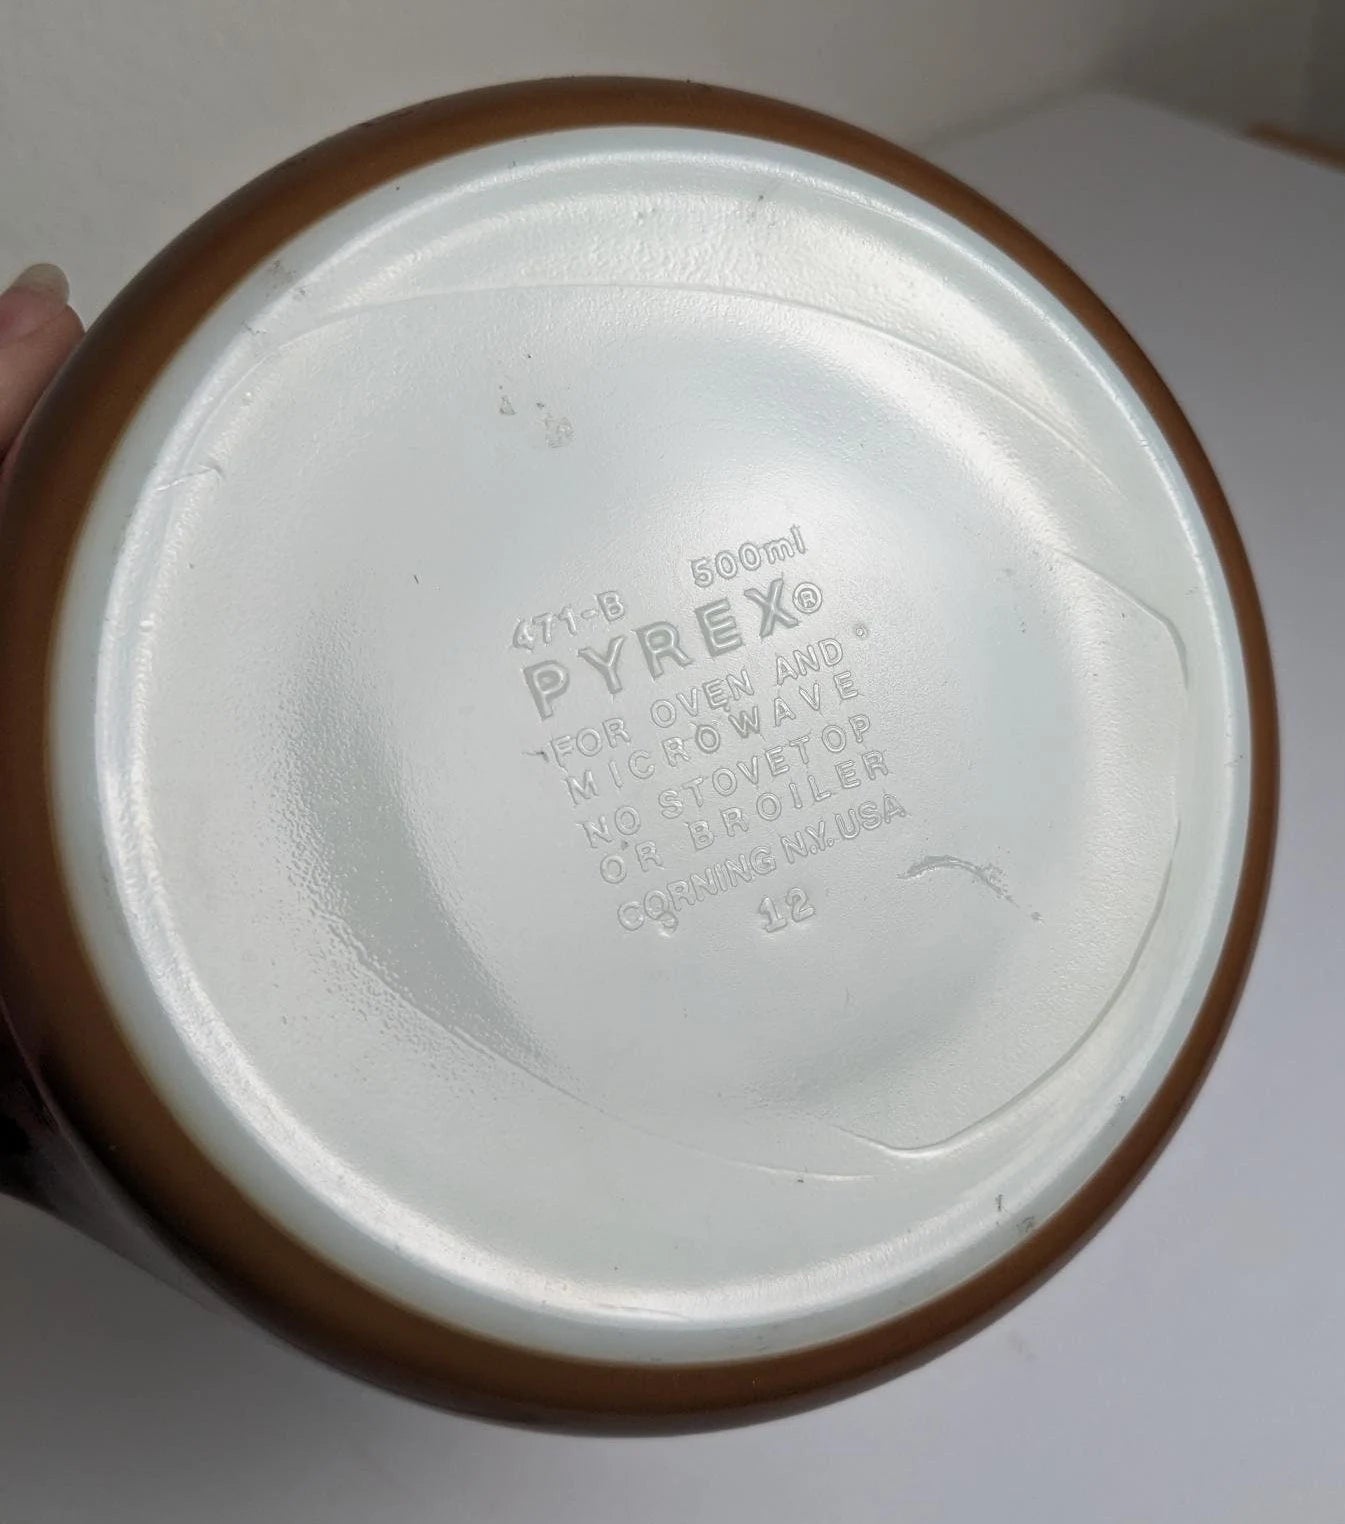 471-B 500ml
PYREX®
FOR OVEN AND
MICROWAVE
NO STOVETOP
OR BROILER
CORNING N.Y. USA
12